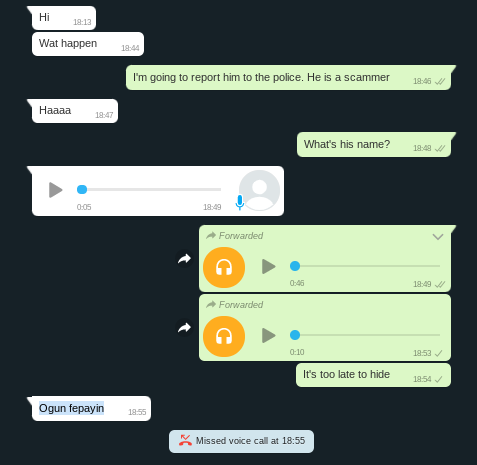 Hi
18:13
Wat happen
18:44
I'm going to report him to the police. He is a scammer
18:46
Haaaa
18:47
What's his name?
18:48
0:05
18:49
Forwarded
0:46
18:49
Forwarded
0:10
18:53
It's too late to hide
18:54
Ogun fepayin
18:55
Missed voice call at 18:55